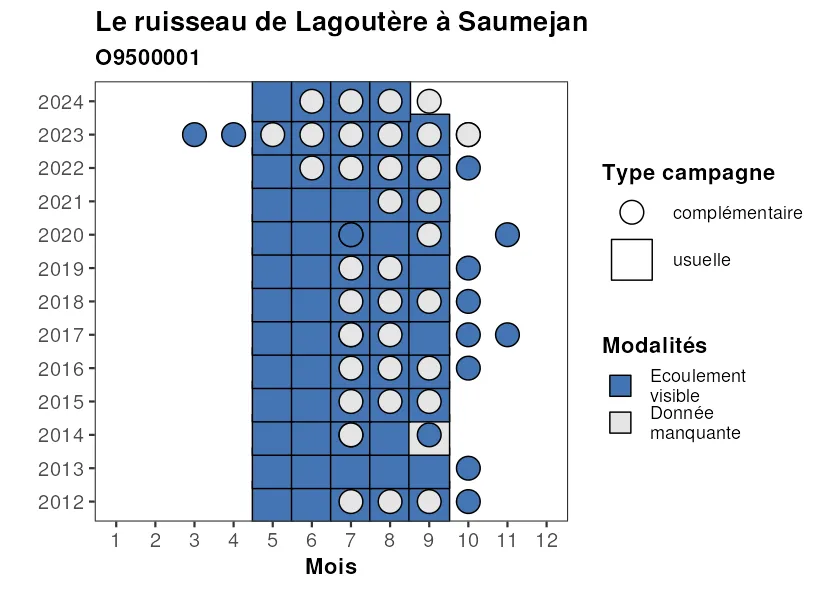 Le ruisseau de Lagoutère à Saumejan
O9500001
2024
2023
2022
2021
2020
2019
2018
2017
2016
2015
2014
2013
2012
1 2 3 4 5 6 7 8 9 10 11 12
Mois
Type campagne
complémentaire
usuelle
Modalités
Ecoulement
visible
Donnée
manquante